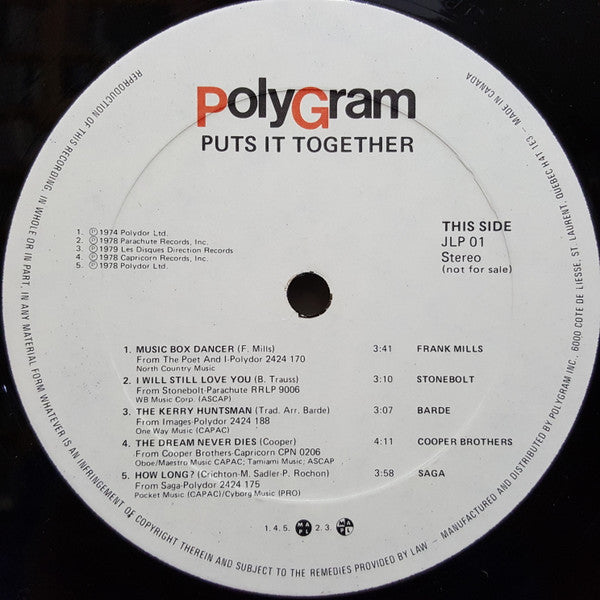 PolyGram
PUTS IT TOGETHER
1. ℗ 1974 Polydor Ltd.
2. ℗ 1978 Parachute Records, Inc.
3. ℗ 1979 Les Disques Direction Records
4. ℗ 1978 Capricorn Records, Inc.
5. ℗ 1978 Polydor Ltd.
THIS SIDE
JLP 01
Stereo
(not for sale)
1. MUSIC BOX DANCER (F. Mills) 3:41 FRANK MILLS
From The Poet And I-Polydor 2424 170
North Country Music
2. I WILL STILL LOVE YOU (B. Trauss) 3:10 STONEBOLT
From Stonebolt-Parachute RRLP 9006
WB Music Corp. (ASCAP)
3. THE KERRY HUNTSMAN (Trad. Arr. Barde) 3:07 BARDE
From Images-Polydor 2424 188
One Way Music (CAPAC)
4. THE DREAM NEVER DIES (Cooper) 4:11 COOPER BROTHERS
From Cooper Brothers-Capricorn CPN 0206
Oboe/Maestro Music CAPAC; Tamiami Music; ASCAP
5. HOW LONG? (Crichton-M. Sadler-P. Rochon) 3:58 SAGA
From Saga-Polydor 2424 175
Pocket Music (CAPAC)/Cyborg Music (PRO)
1. 4. 5. MAPL 2. 3. MAPL
REPRODUCTION OF THIS RECORDING, IN WHOLE OR IN PART, IN ANY MATERIAL FORM WHATEVER IS AN INFRINGEMENT OF COPYRIGHT THEREIN AND SUBJECT TO THE REMEDIES PROVIDED BY LAW – MANUFACTURED AND DISTRIBUTED BY POLYGRAM INC., 6000 COTE DE LIESSE, ST. LAURENT, QUEBEC H4T 1E3 – MADE IN CANADA